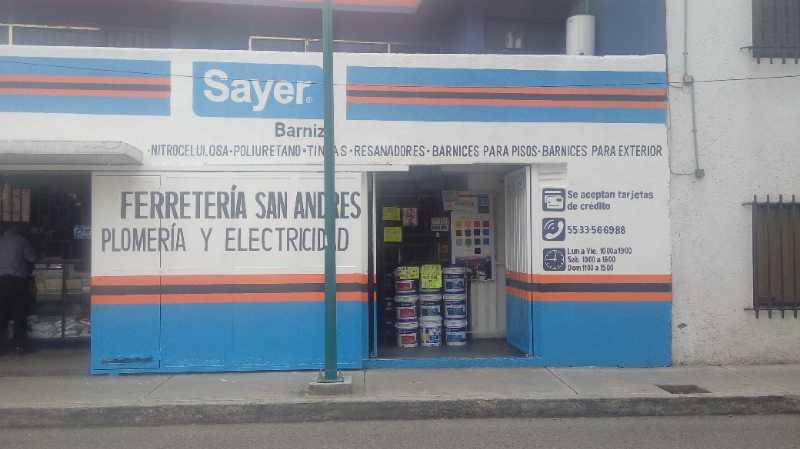 Sayer®
Barniz
·NITROCELULOSA·POLIURETANO·TINTAS·RESANADORES·BARNICES PARA PISOS·BARNICES PARA EXTERIOR
FERRETERÍA SAN ANDRES
PLOMERÍA Y ELECTRICIDAD
Se aceptan tarjetas
de crédito
5533566988
Lun a Vie. 10:00 a 19:00
Sab. 10:00 a 16:00
Dom 11:00 a 15:00